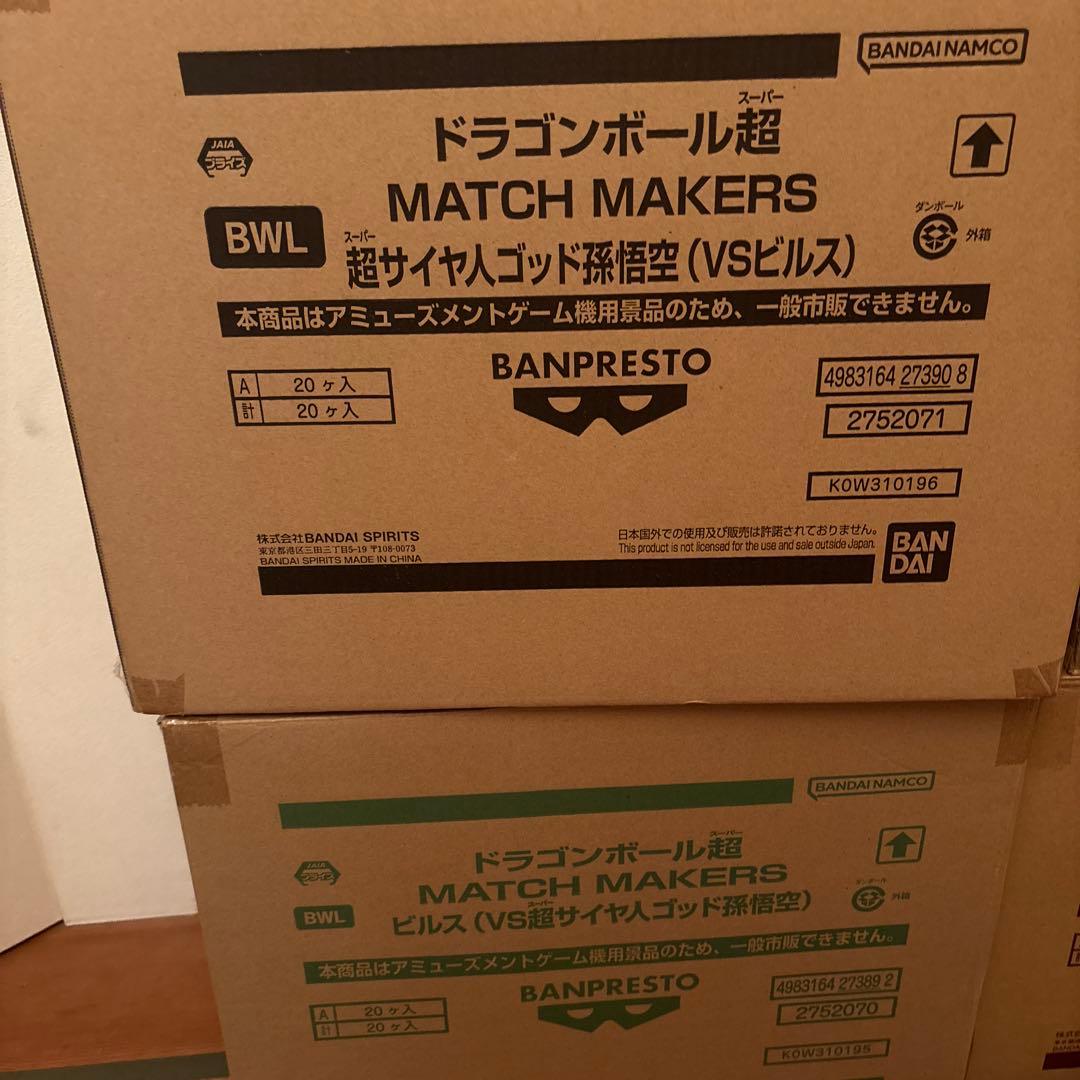 BANDAI NAMCO
スーパー
ドラゴンボール超
JAIA
プライズ
MATCH MAKERS
BWL
スーパー
超サイヤ人ゴッド孫悟空(VSビルス)
ダンボール
外箱
本商品はアミューズメントゲーム機用景品のため、一般市販できません。
BANPRESTO
A 20ヶ入
計 20ヶ入
4983164 27390 8
2752071
K0W310196
株式会社BANDAI SPIRITS
東京都港区三田三丁目5-19 〒108-0073
BANDAI SPIRITS MADE IN CHINA
日本国外での使用及び販売は許諾されておりません。
This product is not licensed for the use and sale outside Japan.
BAN
DAI
BANDAI NAMCO
スーパー
ドラゴンボール超
JAIA
プライズ
MATCH MAKERS
BWL
スーパー
ビルス(VS超サイヤ人ゴッド孫悟空)
ダンボール
外箱
本商品はアミューズメントゲーム機用景品のため、一般市販できません。
BANPRESTO
A 20ヶ入
計 20ヶ入
4983164 27389 2
2752070
K0W310195